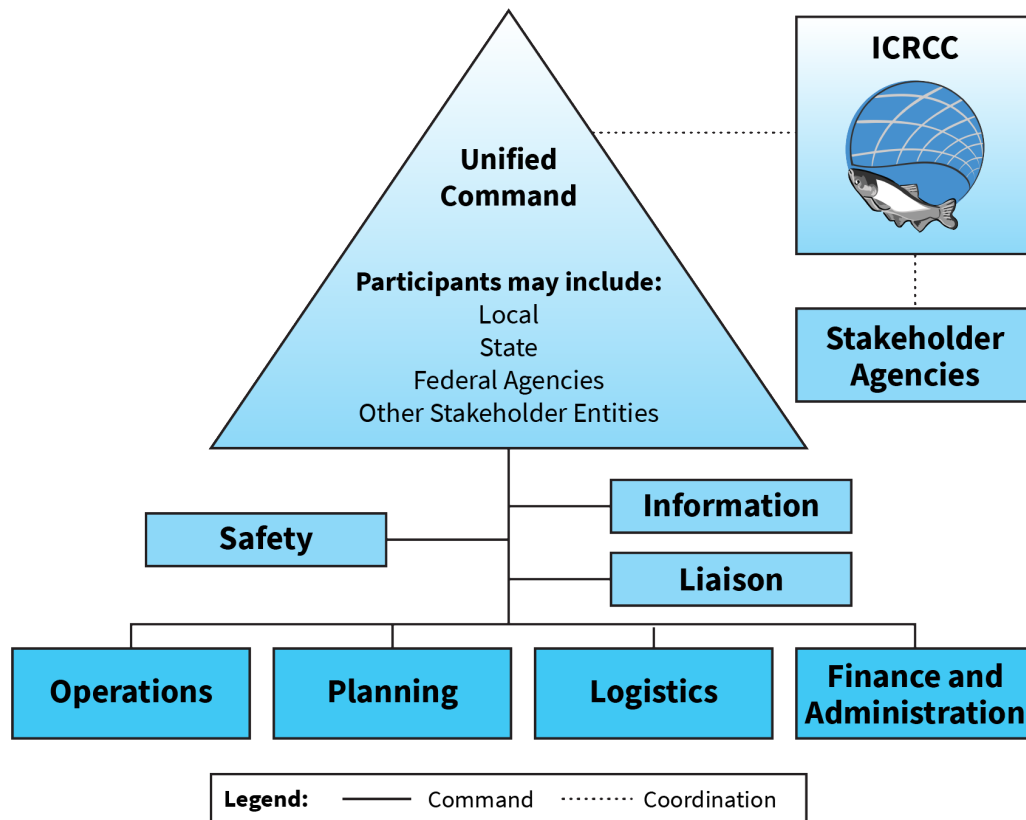 ICRCC
Unified
Command
Participants may include:
Local
State
Federal Agencies
Other Stakeholder Entities
Stakeholder
Agencies
Information
Safety
Liaison
Operations
Planning
Logistics
Finance and
Administration
Legend:
Command
Coordination